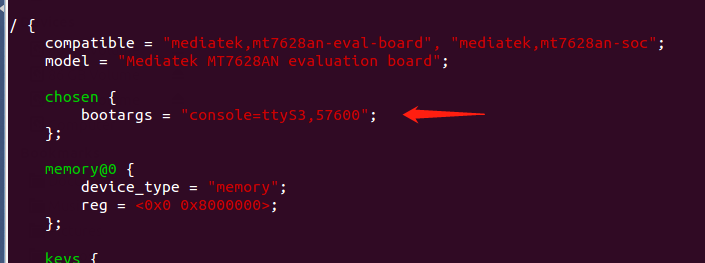 / {
compatible = "mediatek,mt7628an-eval-board", "mediatek,mt7628an-soc";
model = "Mediatek MT7628AN evaluation board";
chosen {
bootargs = "console=ttyS3,57600";
};
memory@0 {
device_type = "memory";
reg = <0x0 0x8000000>;
};
keys {